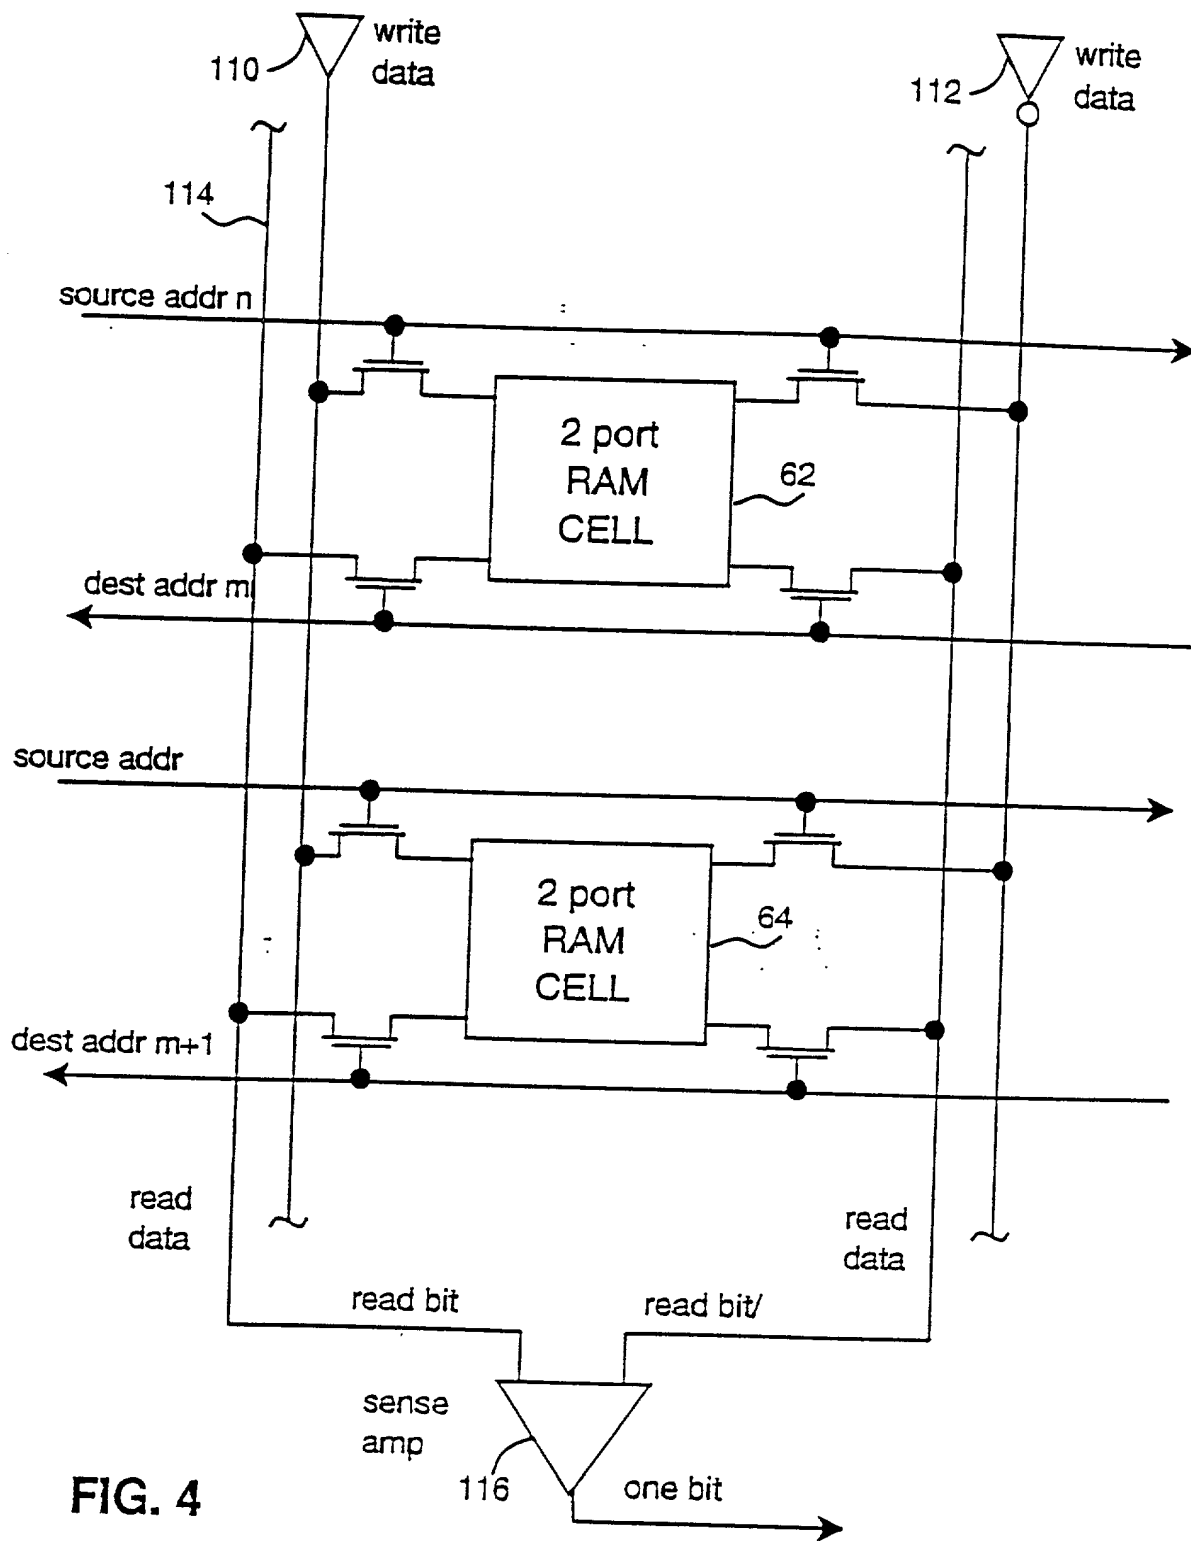 write
data
110
write
data
112
114
source addr n
2 port
RAM
CELL
62
dest addr m
source addr
2 port
RAM
CELL
64
dest addr m+1
read
data
read
data
read bit
read bit/
sense
amp
116
one bit
FIG. 4